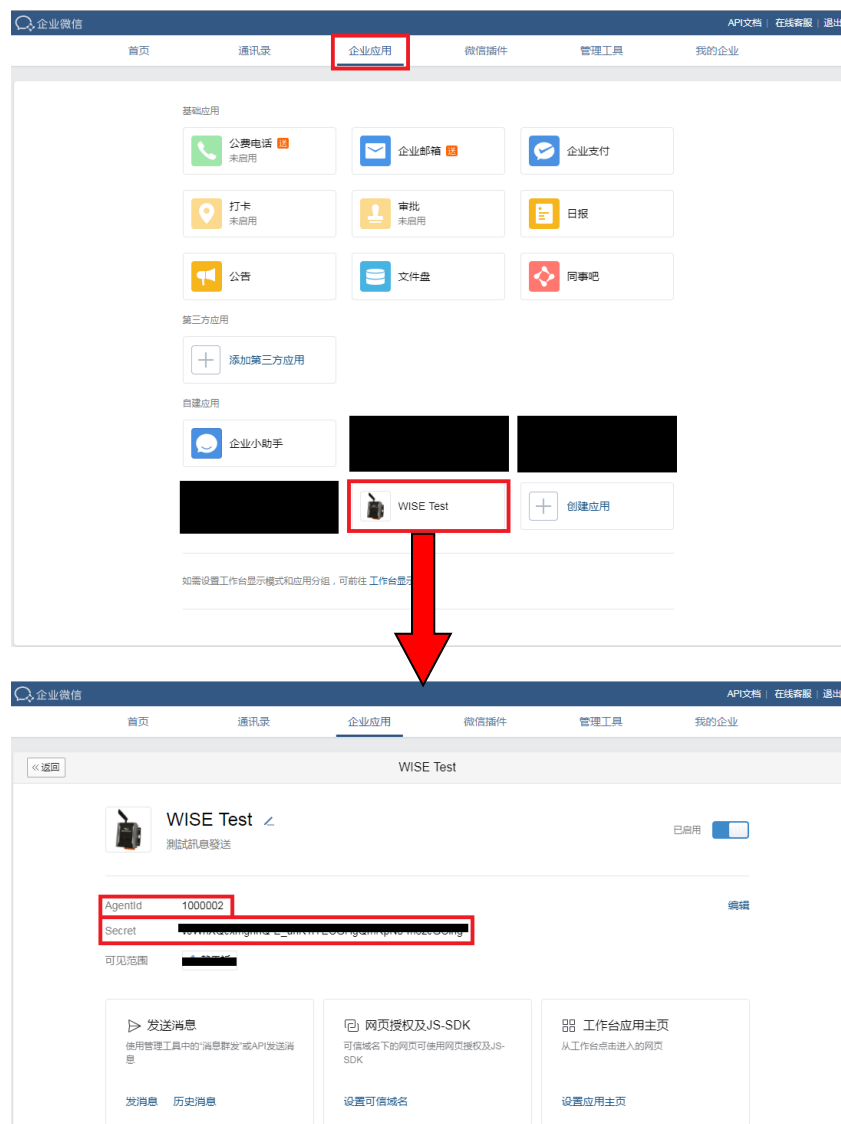 企业微信
API文档 | 在线客服 | 退出
首页 通讯录 企业应用 微信插件 管理工具 我的企业
基础应用
公费电话 送
未启用
企业邮箱 送
企业支付
打卡
未启用
审批
未启用
日报
公告
文件盘
同事吧
第三方应用
添加第三方应用
自建应用
企业小助手
WISE Test
创建应用
如需设置工作台显示模式和应用分组，可前往 工作台显示
企业微信
API文档 | 在线客服 | 退出
首页 通讯录 企业应用 微信插件 管理工具 我的企业
«返回
WISE Test
WISE Test
已启用
測試訊息發送
AgentId 1000002
编辑
Secret
可见范围
发送消息
使用管理工具中的“消息群发”或API发送消
息
发消息 历史消息
网页授权及JS-SDK
可信域名下的网页可使用网页授权及JS-
SDK
设置可信域名
工作台应用主页
从工作台点击进入的网页
设置应用主页